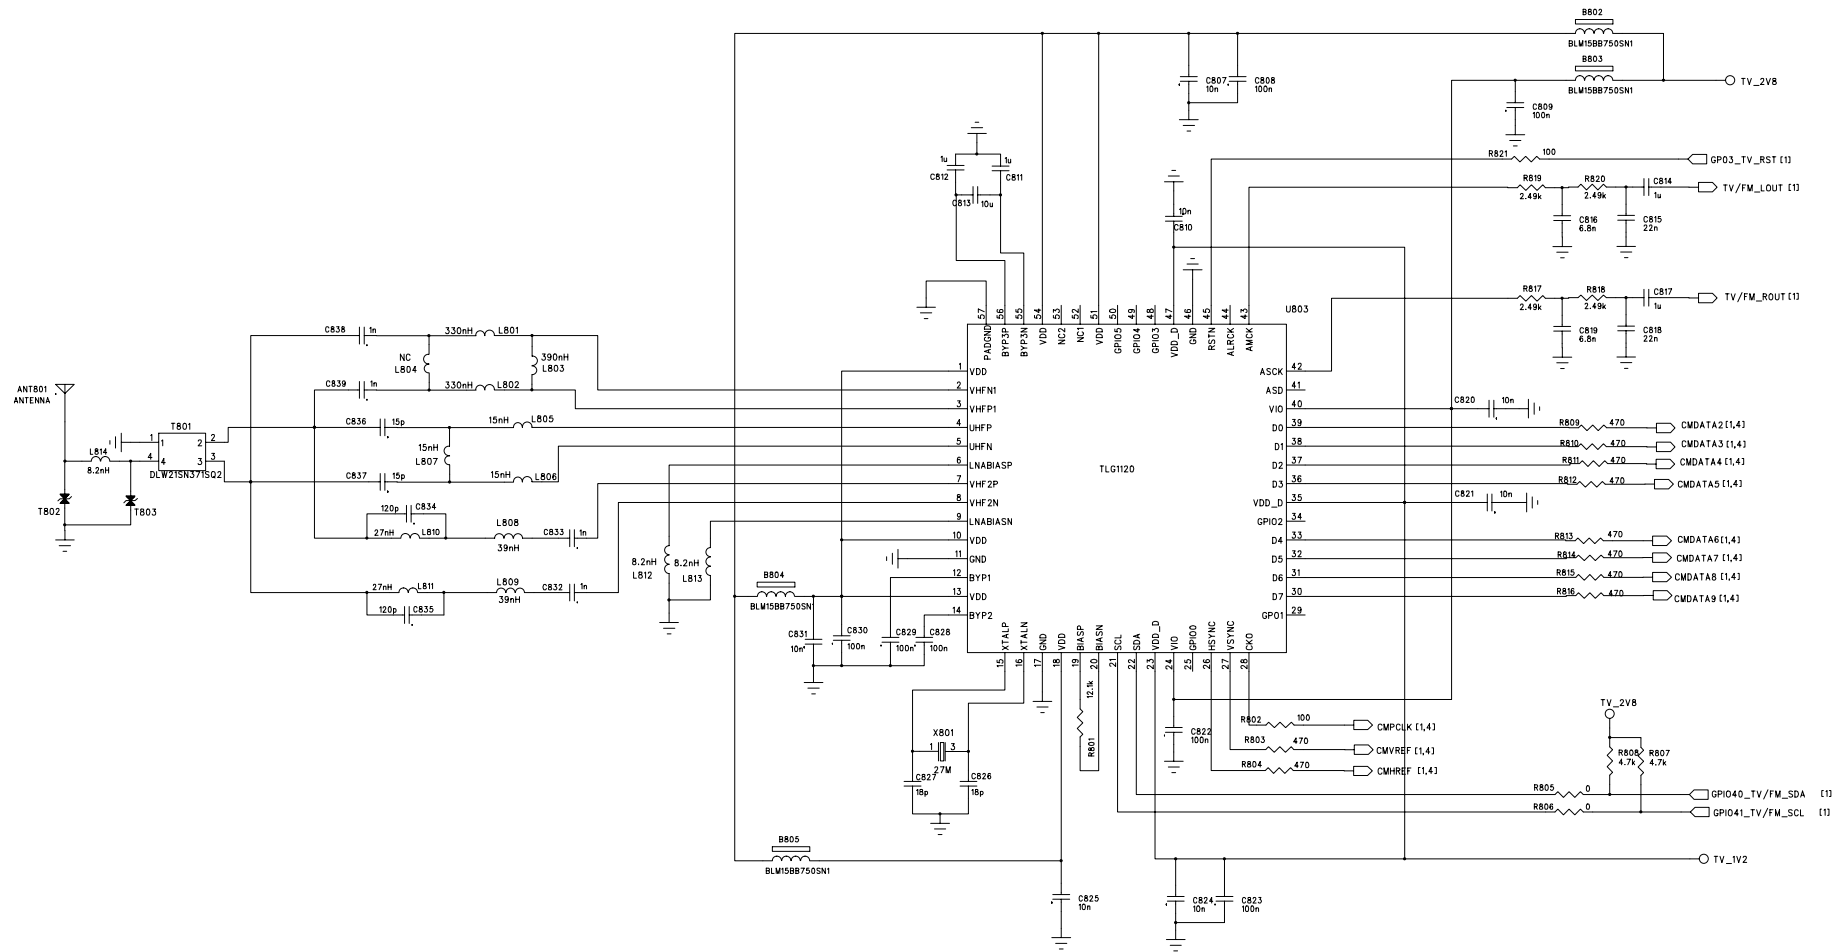 B802
BLM15BB750SN1
B803
BLM15BB750SN1
TV_2V8
C807
10n
C808
100n
C809
100n
R821
100
GPO3_TV_RST [1]
R819
2.49k
R820
2.49k
C814
1u
TV/FM_LOUT [1]
C816
6.8n
C815
22n
1u
C812
1u
C811
C813
10u
10n
C810
R817
2.49k
R818
2.49k
C817
1u
TV/FM_ROUT [1]
C819
6.8n
C818
22n
U803
57 56 55 54 53 52 51 50 49 48 47 46 45 44 43
PADGND
BYP3P
BYP3N
VDD
NC2
NC1
VDD
GPIO5
GPIO4
GPIO3
VDD_D
GND
RSTN
ALRCK
AMCK
C838 1n
330nH L801
NC
L804
390nH
L803
C839 1n
330nH L802
ANT801
ANTENNA
C836 15p
15nH L805
15nH
L807
C837 15p
15nH L806
T801
1 1 2 2
4 4 3 3
DLW21SN371SQ2
L814
8.2nH
T802
T803
120p C834
27nH L810
L808
39nH
C833 1n
27nH L811
120p C835
L809
39nH
C832 1n
8.2nH
L812
8.2nH
L813
1 VDD
2 VHFN1
3 VHFP1
4 UHFP
5 UHFN
6 LNABIASP
7 VHF2P
8 VHF2N
9 LNABIASN
10 VDD
11 GND
12 BYP1
13 VDD
14 BYP2
TLG1120
ASCK 42
ASD 41
VIO 40
D0 39
D1 38
D2 37
D3 36
VDD_D 35
GPIO2 34
D4 33
D5 32
D6 31
D7 30
GPO1 29
C820 10n
R809 470 CMDATA2 [1,4]
R810 470 CMDATA3 [1,4]
R811 470 CMDATA4 [1,4]
R812 470 CMDATA5 [1,4]
C821 10n
R813 470 CMDATA6 [1,4]
R814 470 CMDATA7 [1,4]
R815 470 CMDATA8 [1,4]
R816 470 CMDATA9 [1,4]
B804
BLM15BB750SN1
C831
10n
C830
100n
C829
100n
C828
100n
XTALP
XTALN
GND
VDD
BIASP
BIASN
SCL
SDA
VDD_D
VIO
GPIO0
HSYNC
VSYNC
CKO
15 16 17 18 19 20 21 22 23 24 25 26 27 28
12.1k
R801
X801
1 3
27M
C827
18p
C826
18p
C822
100n
R802 100 CMPCLK [1,4]
R803 470 CMVREF [1,4]
R804 470 CMHREF [1,4]
TV_2V8
R808
4.7k
R807
4.7k
R805 0 GPIO40_TV/FM_SDA [1]
R806 0 GPIO41_TV/FM_SCL [1]
B805
BLM15BB750SN1
TV_1V2
C825
10n
C824
10n
C823
100n